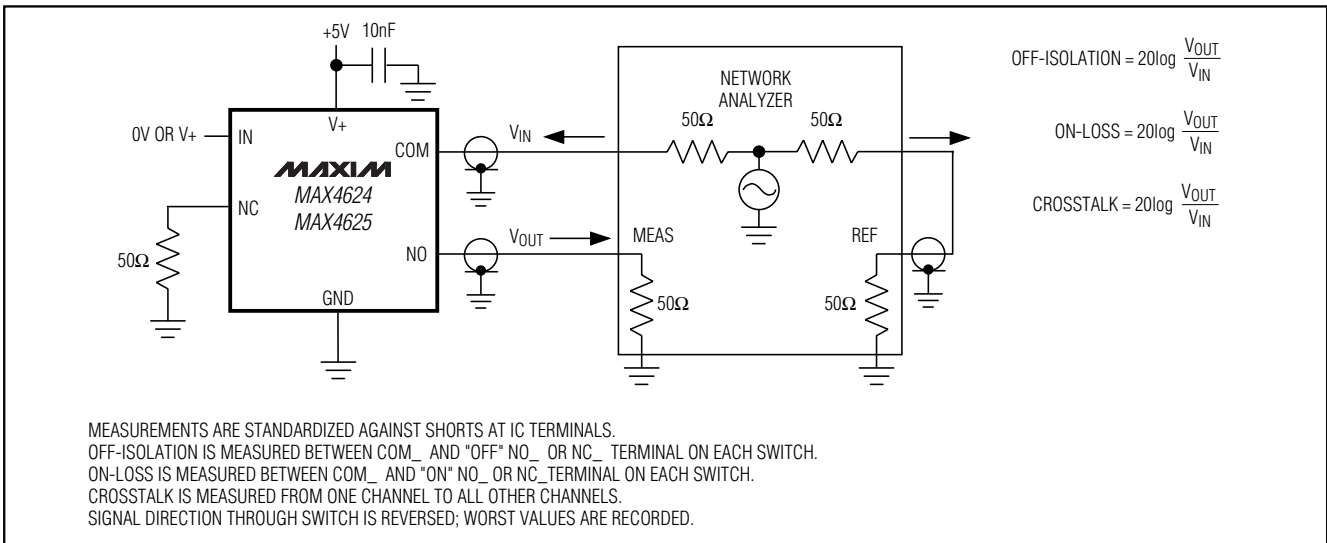 +5V 10nF
V+
0V OR V+
IN
COM
MAXIM
MAX4624
MAX4625
NC
NO
GND
50Ω
VIN
VOUT
NETWORK
ANALYZER
50Ω 50Ω
MEAS REF
50Ω 50Ω
OFF-ISOLATION = 20log VOUT
VIN
ON-LOSS = 20log VOUT
VIN
CROSSTALK = 20log VOUT
VIN
MEASUREMENTS ARE STANDARDIZED AGAINST SHORTS AT IC TERMINALS.
OFF-ISOLATION IS MEASURED BETWEEN COM_ AND "OFF" NO_ OR NC_ TERMINAL ON EACH SWITCH.
ON-LOSS IS MEASURED BETWEEN COM_ AND "ON" NO_ OR NC_TERMINAL ON EACH SWITCH.
CROSSTALK IS MEASURED FROM ONE CHANNEL TO ALL OTHER CHANNELS.
SIGNAL DIRECTION THROUGH SWITCH IS REVERSED; WORST VALUES ARE RECORDED.